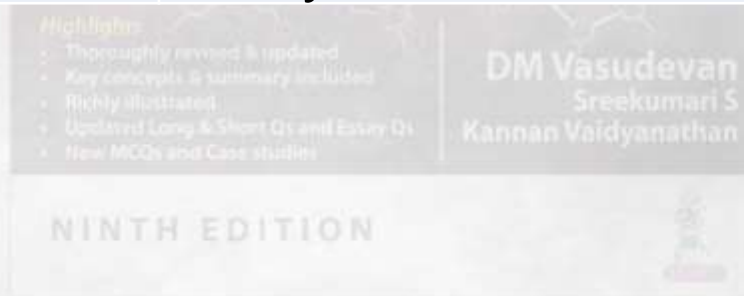 Highlights
• Thoroughly revised & updated
• Key concepts & summary included
• Richly illustrated
• Updated Long & Short Qs and Essay Qs
• New MCQs and Case studies
DM Vasudevan
Sreekumari S
Kannan Vaidyanathan
NINTH EDITION